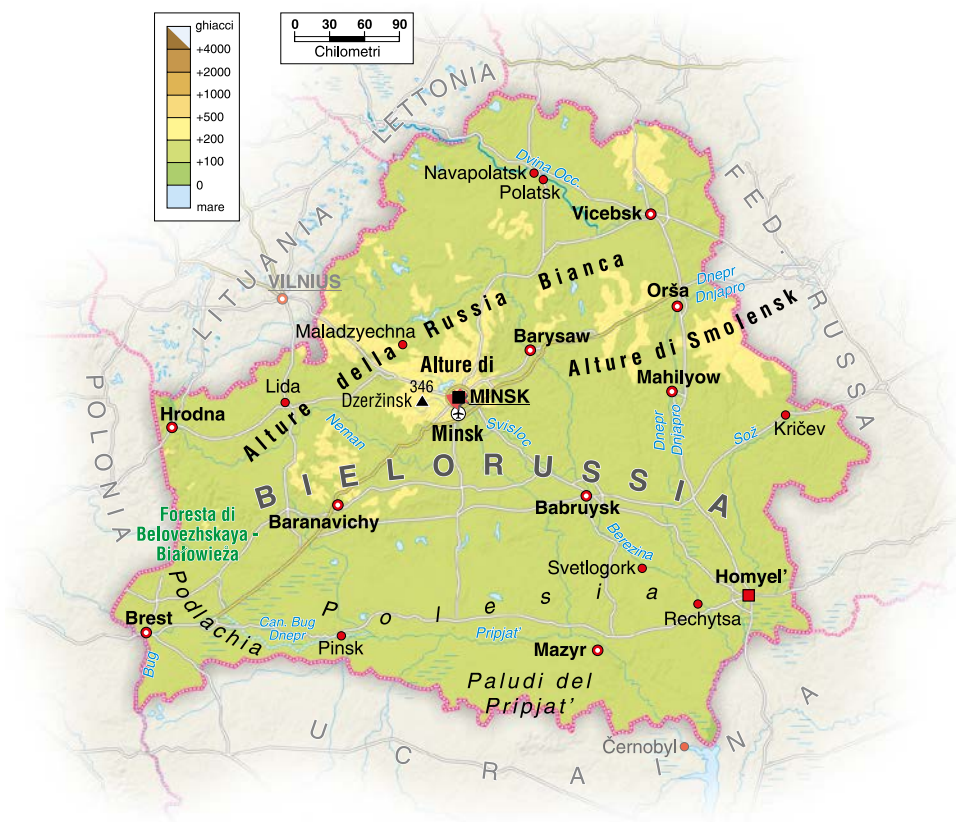 ghiacci
+4000
+2000
+1000
+500
+200
+100
0
mare
0 30 60 90
Chilometri
LETTONIA
LITUANIA
FED. RUSSA
POLONIA
UCRAINA
BIELORUSSIA
Navapolatsk
Dvina Occ.
Polatsk
Vicebsk
VILNIUS
Alture della Russia Bianca
Dnepr
Dnjapro
Orša
Maladzyechna
Barysaw
Alture di Smolensk
Alture di
Minsk
346
Dzeržinsk
MINSK
Mahilyow
Lida
Hrodna
Neman
Svisloc
Dnepr
Dnjapro
Sož
Kričev
Baranavichy
Babruysk
Foresta di
Belovezhskaya -
Białowieża
Berezina
Svetlogork
Homyel'
Podlachia
Polesia
Rechytsa
Brest
Can. Bug
Dnepr
Pinsk
Pripjat'
Bug
Mazyr
Paludi del
Pripjat'
Černobyl